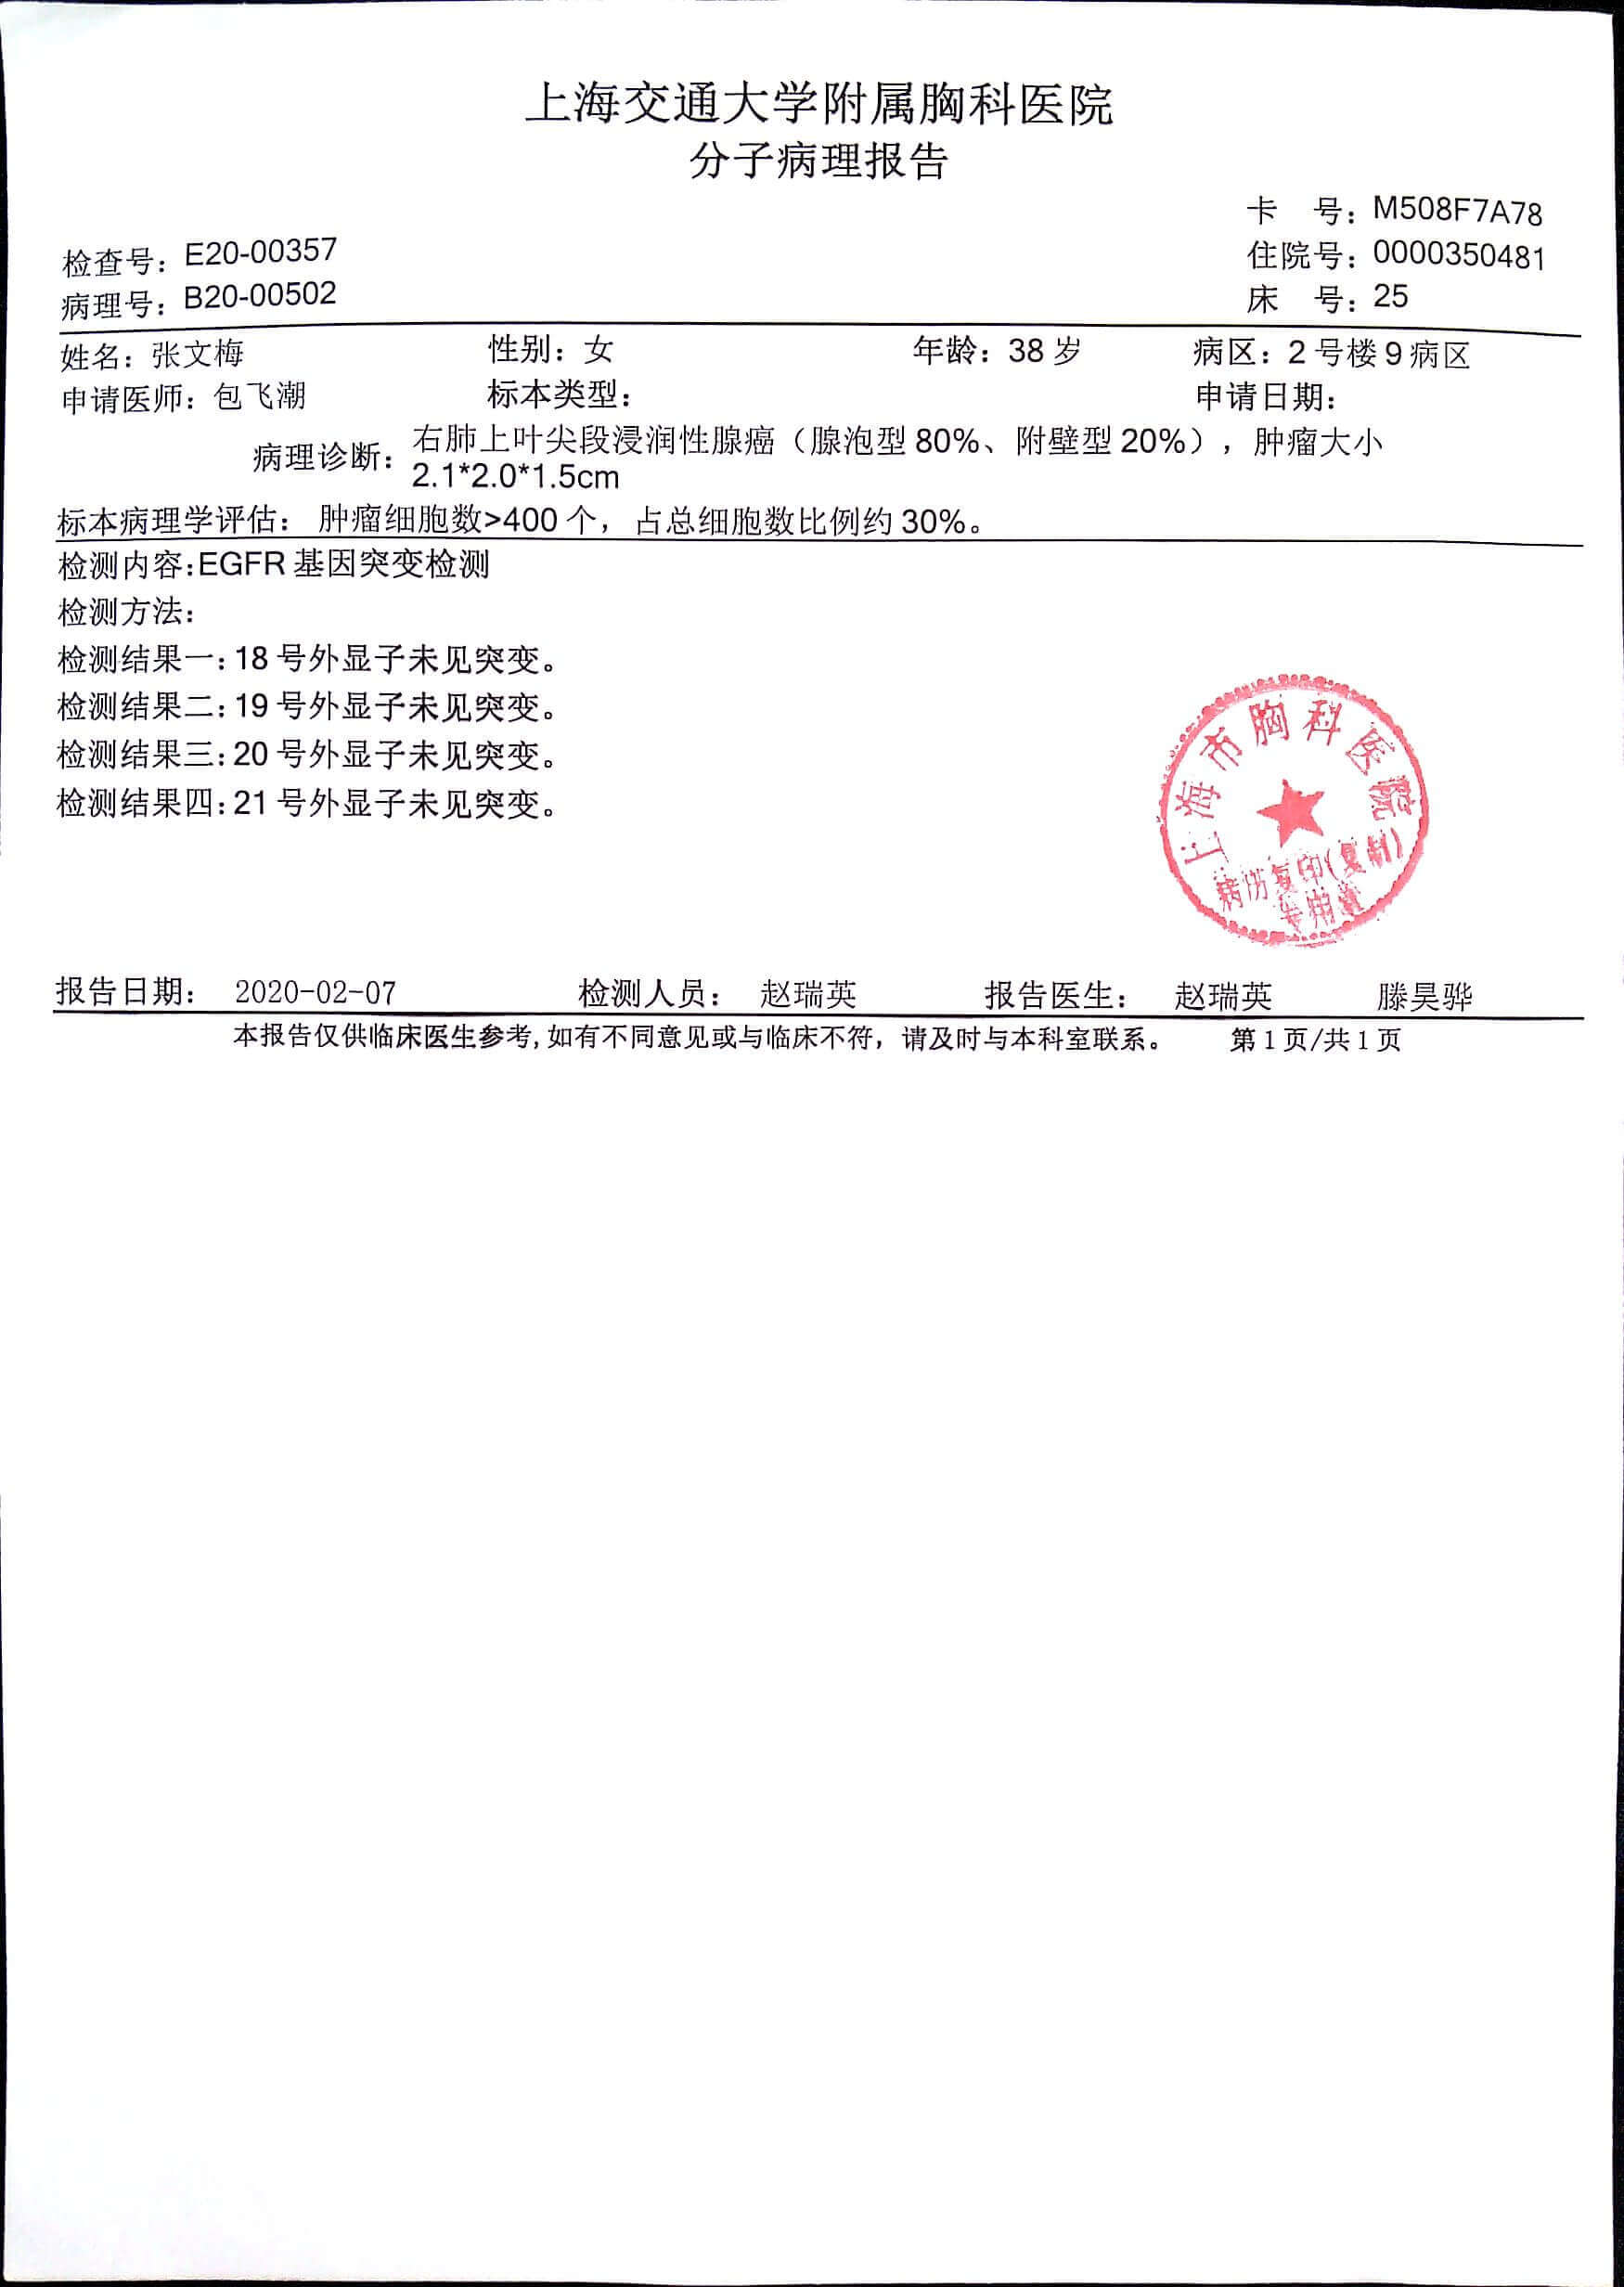 上海交通大学附属胸科医院
分子病理报告
卡 号：M508F7A78
检查号：E20-00357 住院号：0000350481
病理号：B20-00502 床 号：25
姓名：张文梅 性别：女 年龄：38 岁 病区：2 号楼 9 病区
申请医师：包飞潮 标本类型： 申请日期：
病理诊断：右肺上叶尖段浸润性腺癌（腺泡型 80%、附壁型 20%），肿瘤大小
2.1*2.0*1.5cm
标本病理学评估： 肿瘤细胞数>400 个，占总细胞数比例约 30%。
检测内容:EGFR 基因突变检测
检测方法：
检测结果一:18 号外显子未见突变。
检测结果二:19 号外显子未见突变。
检测结果三:20 号外显子未见突变。
检测结果四:21 号外显子未见突变。
上海市胸科医院
病历复印(复制)
专用章
报告日期： 2020-02-07 检测人员： 赵瑞英 报告医生： 赵瑞英 滕昊骅
本报告仅供临床医生参考,如有不同意见或与临床不符，请及时与本科室联系。 第 1 页/共 1 页